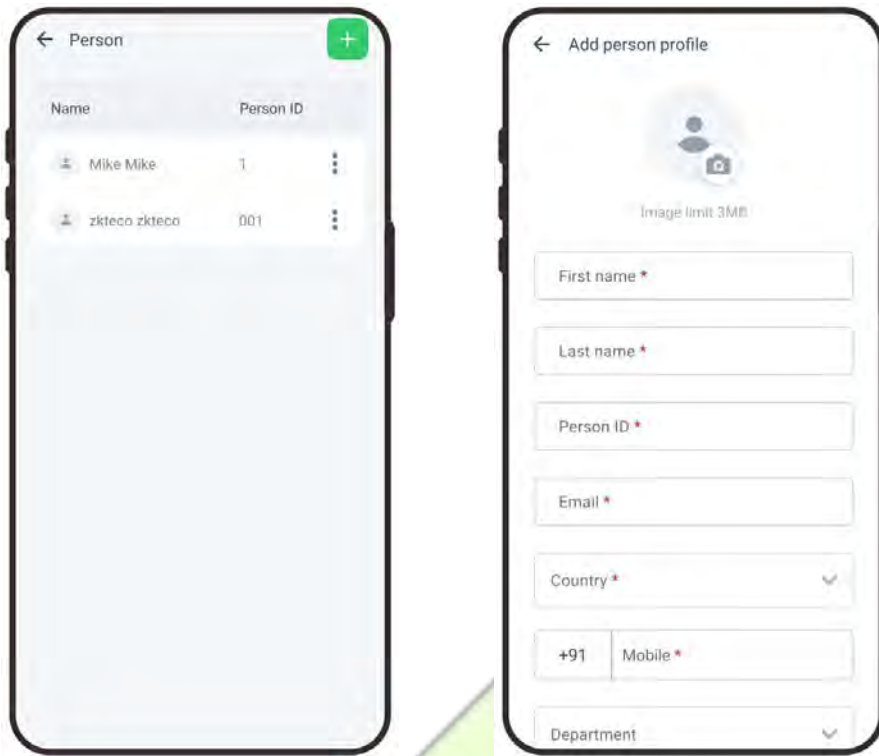 Person
Name Person ID
Mike Mike 1
zkteco zkteco 001
Add person profile
Image limit 3MB
First name *
Last name *
Person ID *
Email *
Country *
+91 Mobile *
Department